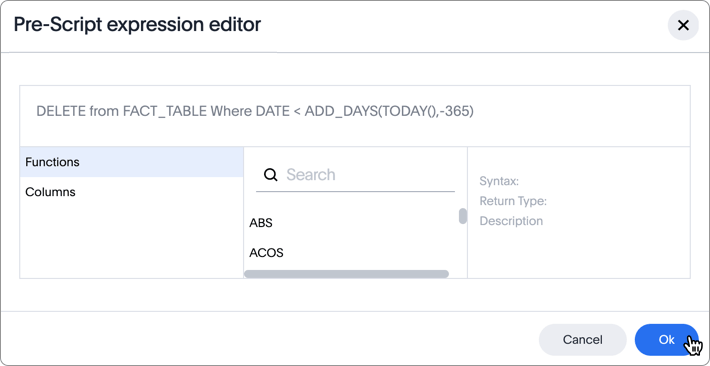 Pre-Script expression editor
DELETE from FACT_TABLE Where DATE < ADD_DAYS(TODAY(),-365)
Functions
Columns
Search
ABS
ACOS
Syntax:
Return Type:
Description
Cancel
Ok